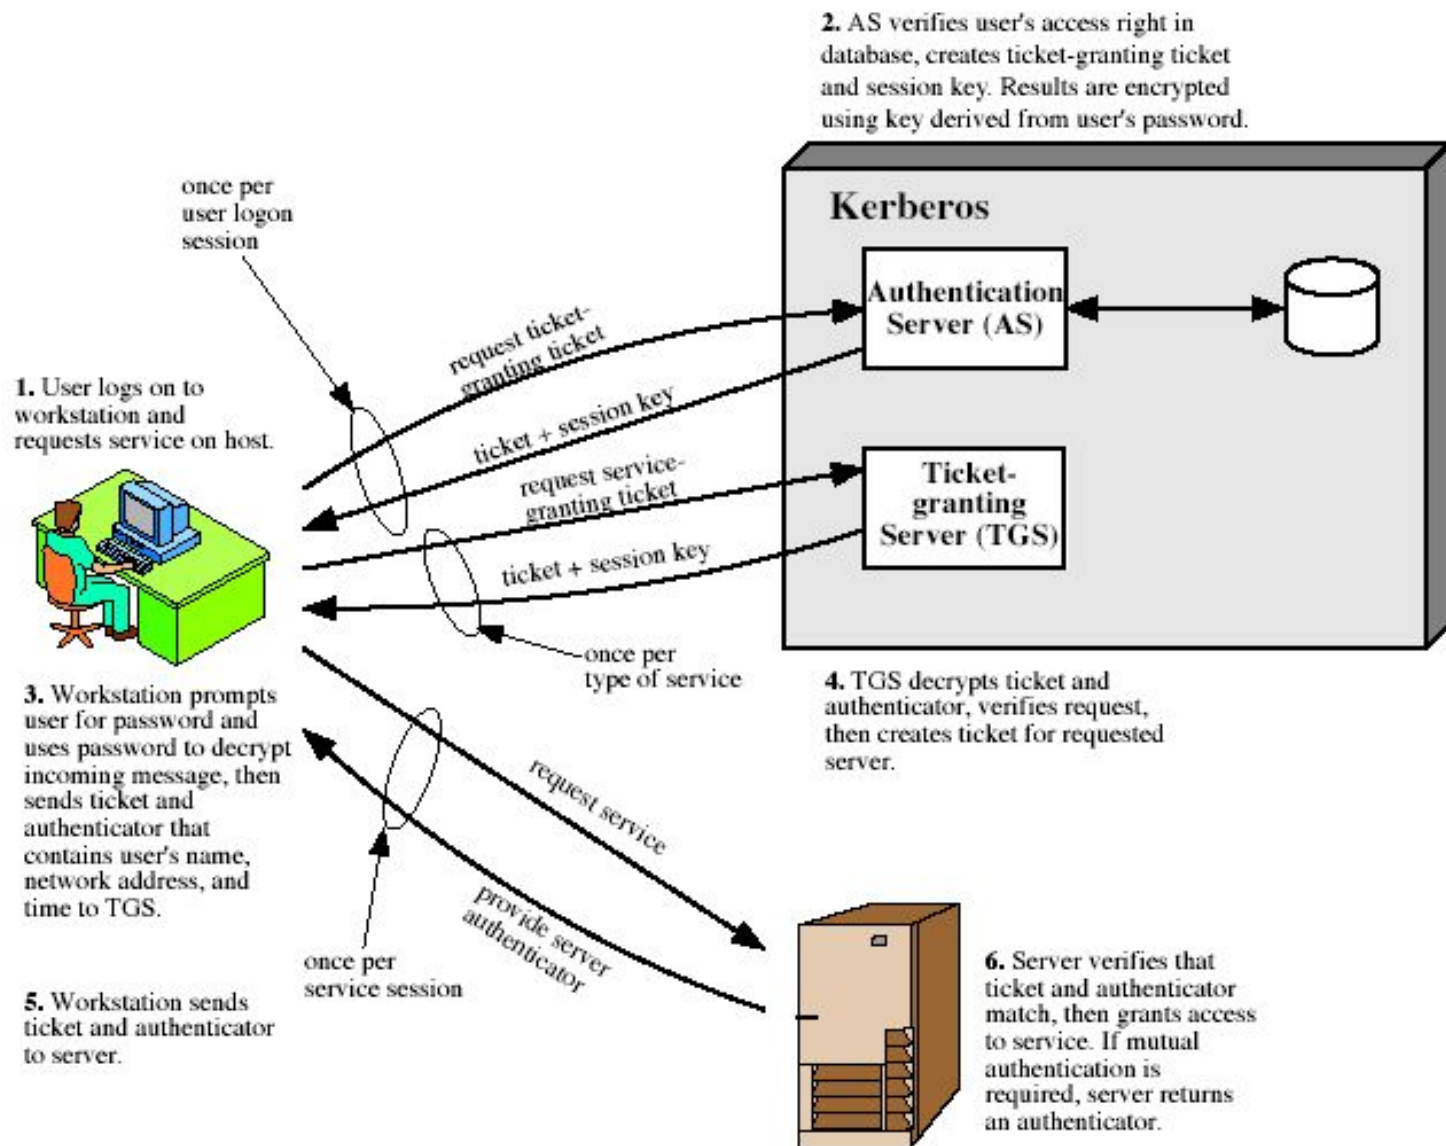 2. AS verifies user's access right in
database, creates ticket-granting ticket
and session key. Results are encrypted
using key derived from user's password.
once per
user logon
session
Kerberos
Authentication
Server (AS)
request ticket-
granting ticket
1. User logs on to
workstation and
requests service on host.
ticket + session key
request service-
granting ticket
Ticket-
granting
Server (TGS)
ticket + session key
once per
type of service
3. Workstation prompts
user for password and
uses password to decrypt
incoming message, then
sends ticket and
authenticator that
contains user's name,
network address, and
time to TGS.
4. TGS decrypts ticket and
authenticator, verifies request,
then creates ticket for requested
server.
request service
provide server
authenticator
once per
service session
5. Workstation sends
ticket and authenticator
to server.
6. Server verifies that
ticket and authenticator
match, then grants access
to service. If mutual
authentication is
required, server returns
an authenticator.